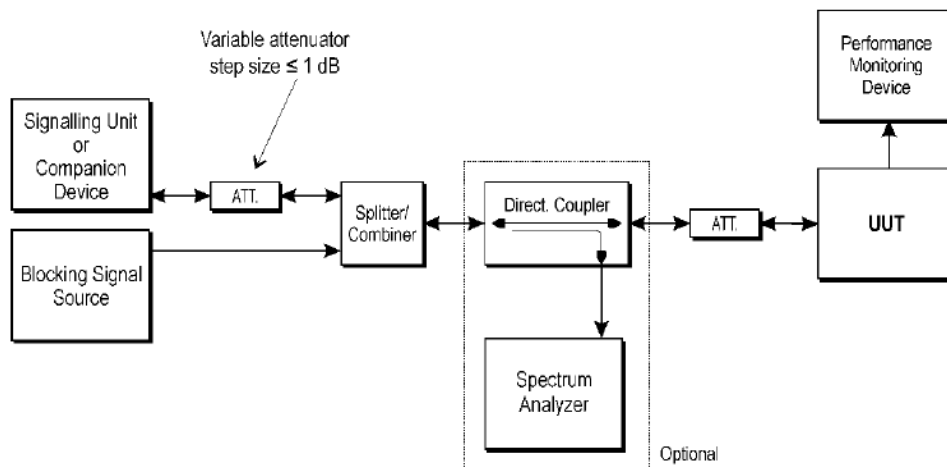 Variable attenuator
step size ≤ 1 dB
Performance
Monitoring
Device
Signalling Unit
or
Companion
Device
ATT.
Splitter/
Combiner
Direct. Coupler
ATT.
UUT
Blocking Signal
Source
Spectrum
Analyzer
Optional